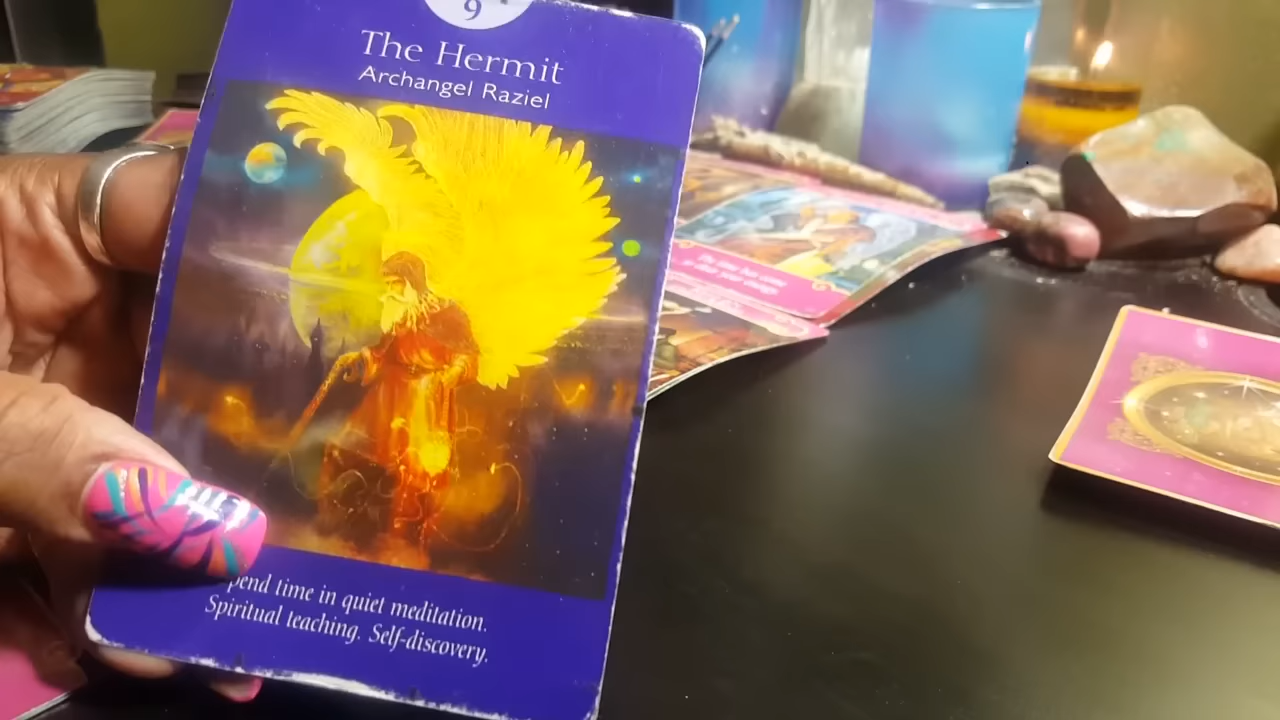 9
The Hermit
Archangel Raziel
pend time in quiet meditation.
Spiritual teaching. Self-discovery.